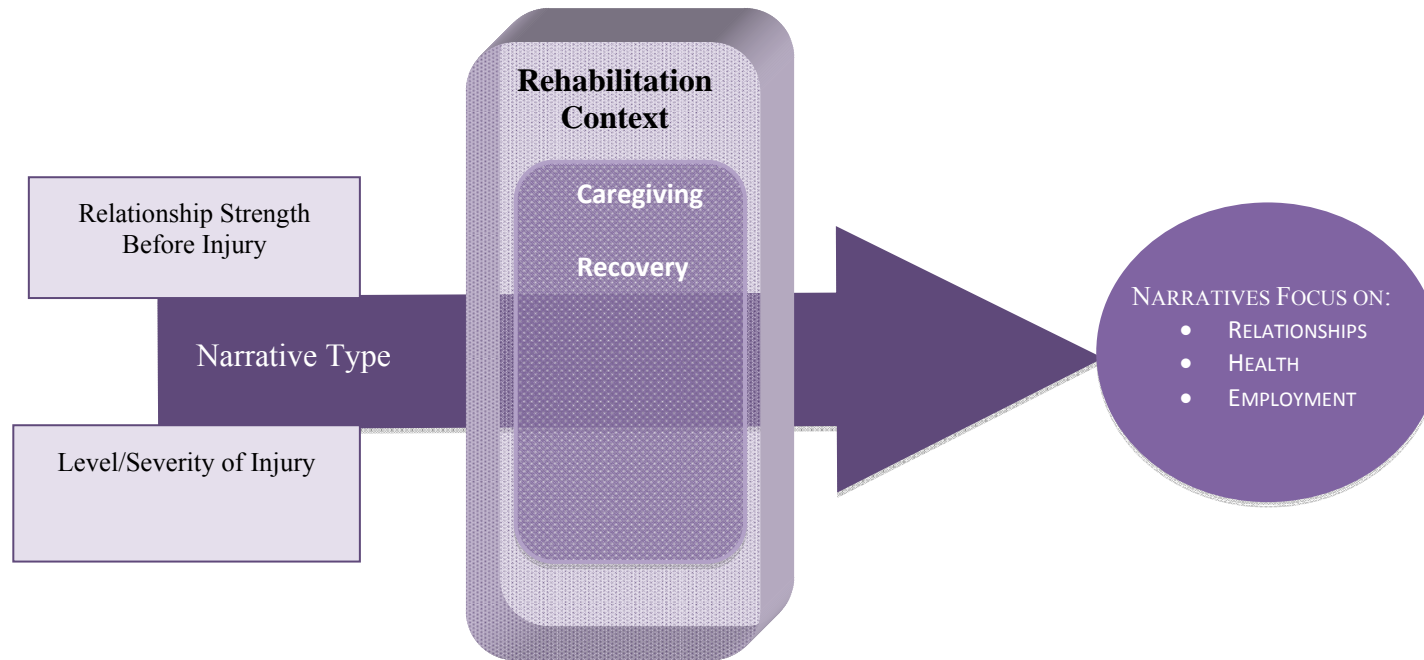 Rehabilitation
Context
Caregiving
Recovery
Relationship Strength
Before Injury
Narrative Type
Level/Severity of Injury
NARRATIVES FOCUS ON:
• RELATIONSHIPS
• HEALTH
• EMPLOYMENT